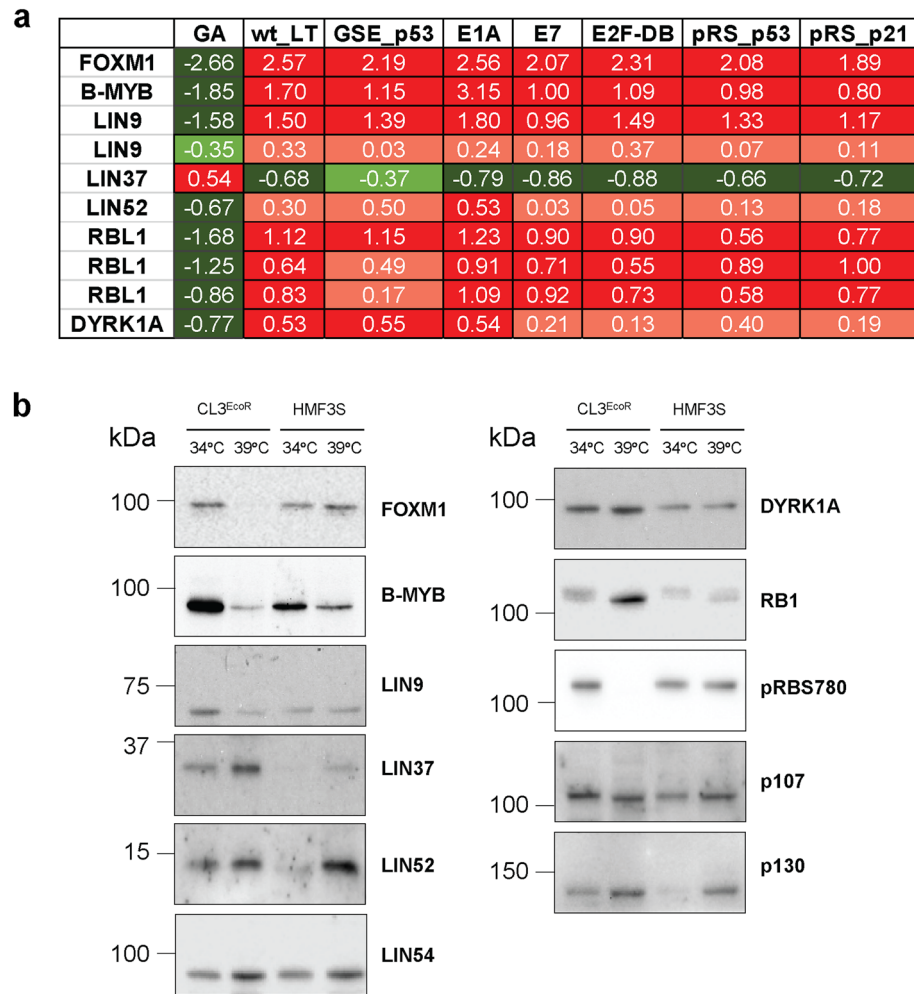 a
GA wt_LT GSE_p53 E1A E7 E2F-DB pRS_p53 pRS_p21
FOXM1 -2.66 2.57 2.19 2.56 2.07 2.31 2.08 1.89
B-MYB -1.85 1.70 1.15 3.15 1.00 1.09 0.98 0.80
LIN9 -1.58 1.50 1.39 1.80 0.96 1.49 1.33 1.17
LIN9 -0.35 0.33 0.03 0.24 0.18 0.37 0.07 0.11
LIN37 0.54 -0.68 -0.37 -0.79 -0.86 -0.88 -0.66 -0.72
LIN52 -0.67 0.30 0.50 0.53 0.03 0.05 0.13 0.18
RBL1 -1.68 1.12 1.15 1.23 0.90 0.90 0.56 0.77
RBL1 -1.25 0.64 0.49 0.91 0.71 0.55 0.89 1.00
RBL1 -0.86 0.83 0.17 1.09 0.92 0.73 0.58 0.77
DYRK1A -0.77 0.53 0.55 0.54 0.21 0.13 0.40 0.19
b
CL3EcoR HMF3S
kDa 34°C 39°C 34°C 39°C
100 FOXM1
100 B-MYB
75 LIN9
37 LIN37
15 LIN52
100 LIN54
CL3EcoR HMF3S
kDa 34°C 39°C 34°C 39°C
100 DYRK1A
100 RB1
100 pRBS780
100 p107
150 p130